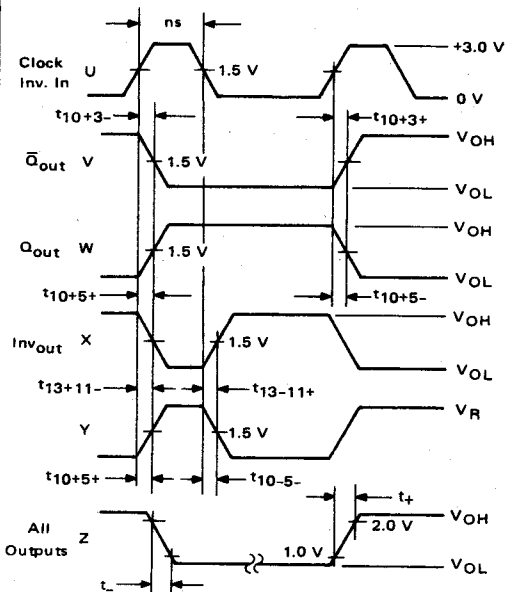 ns
+3.0 V
Clock
Inv. In U
1.5 V
0 V
t10+3-
t10+3+
VOH
Q̅out V
1.5 V
VOL
VOH
Qout W
1.5 V
VOL
t10+5+
t10+5-
VOH
Invout X
1.5 V
VOL
t13+11-
t13-11+
VR
Y
1.5 V
t10+5+
t10-5-
t+
VOH
All
Outputs Z
2.0 V
1.0 V
VOL
t-